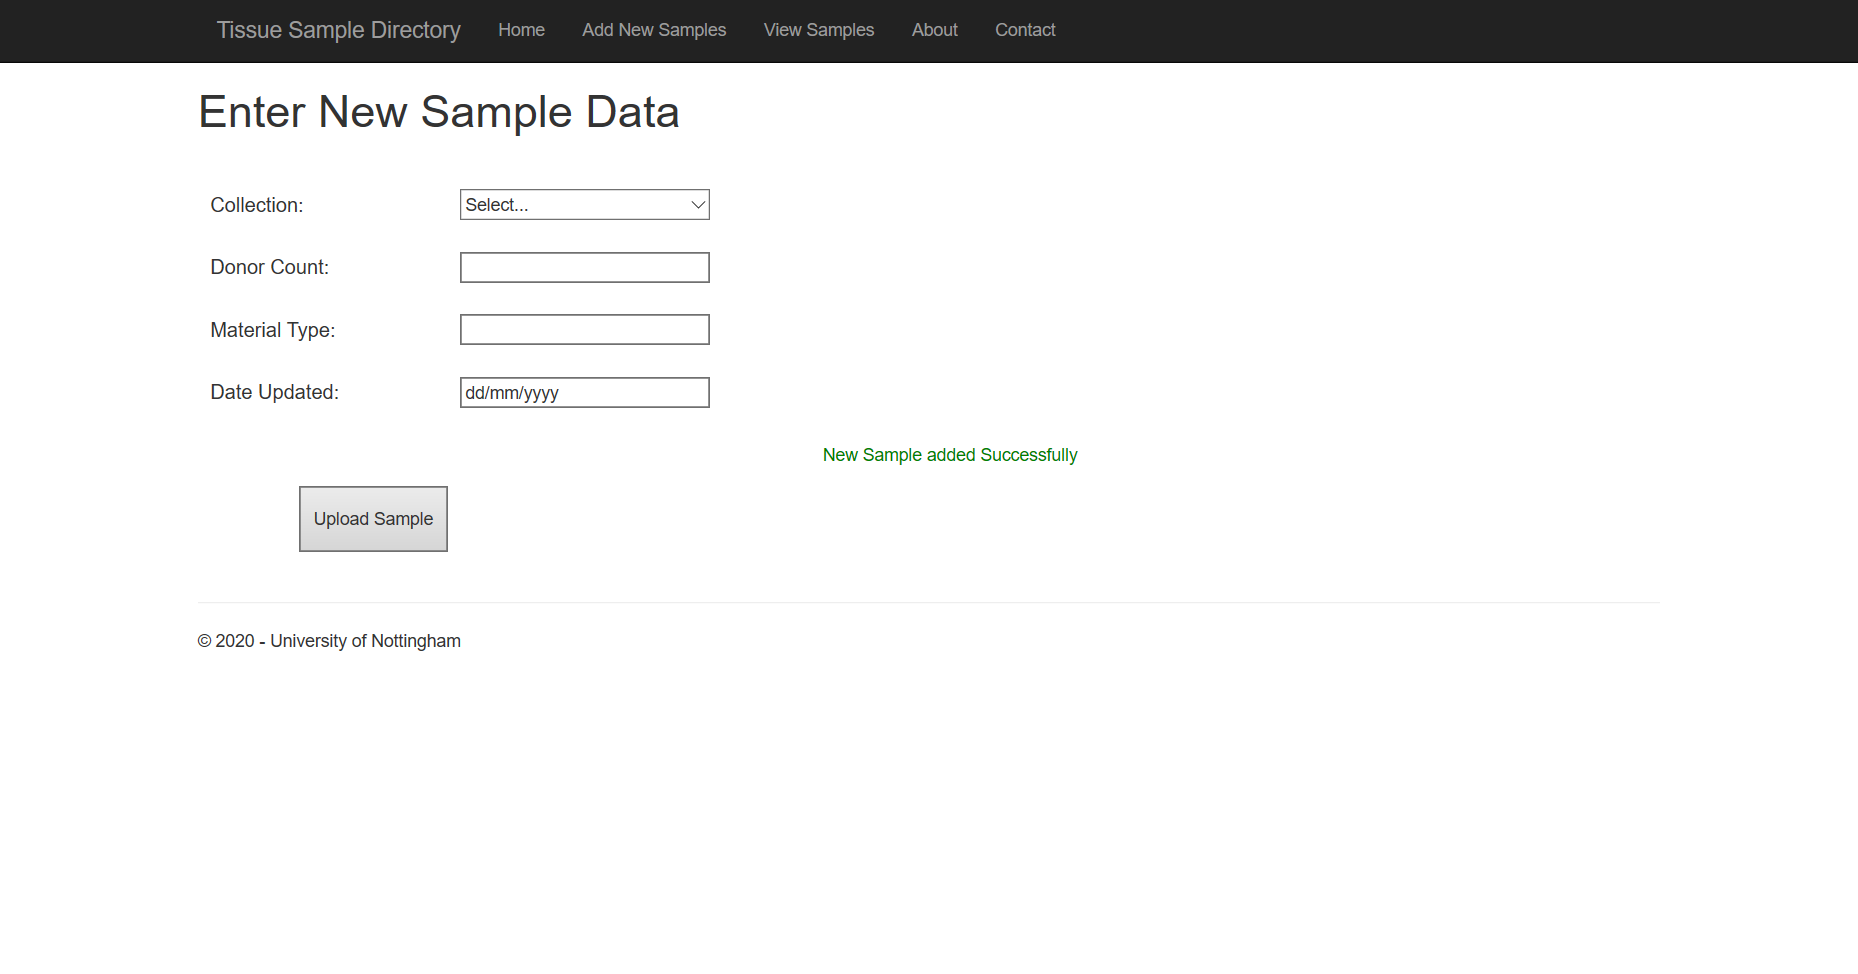 Tissue Sample Directory Home Add New Samples View Samples About Contact
Enter New Sample Data
Collection: Select...
Donor Count:
Material Type:
Date Updated: dd/mm/yyyy
New Sample added Successfully
Upload Sample
© 2020 - University of Nottingham